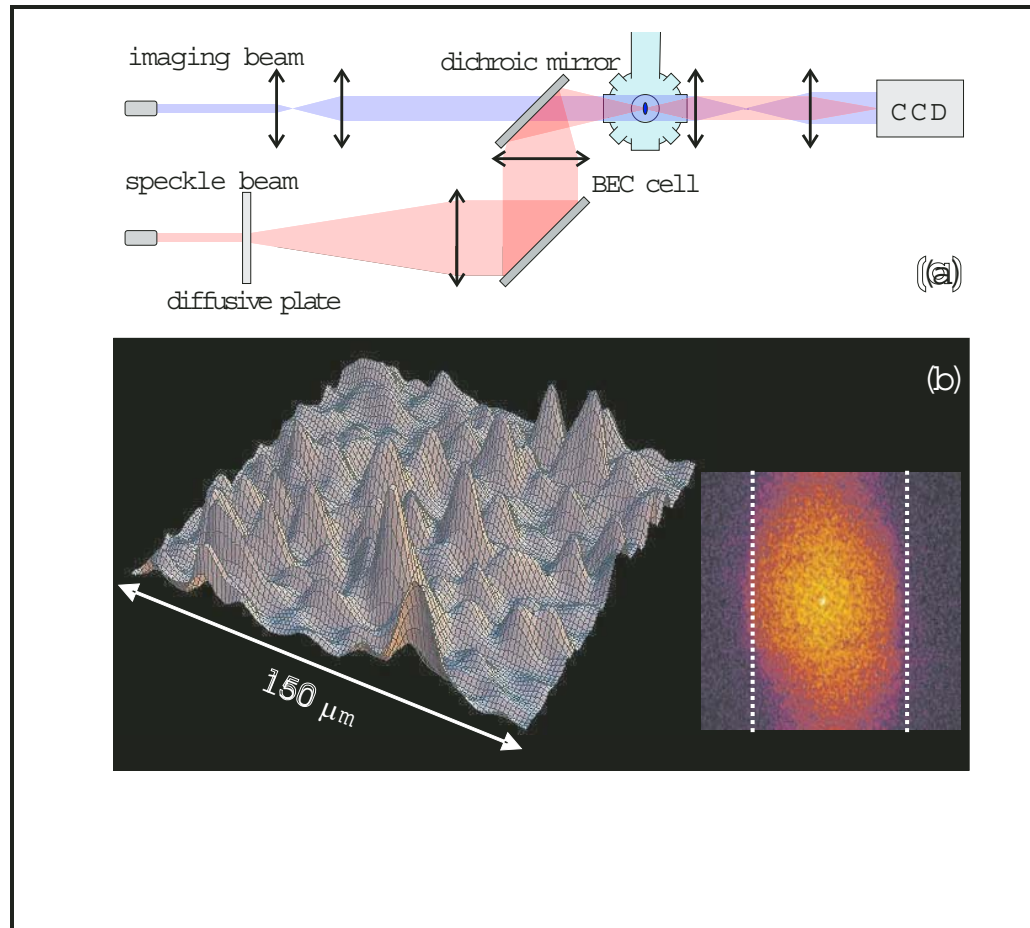 imaging beam
dichroic mirror
CCD
speckle beam
BEC cell
(a)
diffusive plate
(b)
150 μm